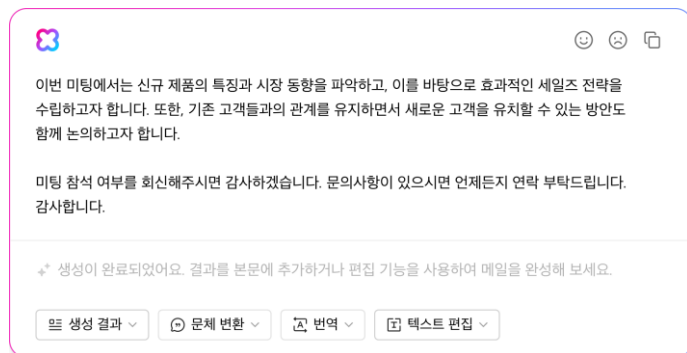 이번 미팅에서는 신규 제품의 특징과 시장 동향을 파악하고, 이를 바탕으로 효과적인 세일즈 전략을
수립하고자 합니다. 또한, 기존 고객들과의 관계를 유지하면서 새로운 고객을 유치할 수 있는 방안도
함께 논의하고자 합니다.
미팅 참석 여부를 회신해주시면 감사하겠습니다. 문의사항이 있으시면 언제든지 연락 부탁드립니다.
감사합니다.
생성이 완료되었어요. 결과를 본문에 추가하거나 편집 기능을 사용하여 메일을 완성해 보세요.
생성 결과 문체 변환 번역 텍스트 편집